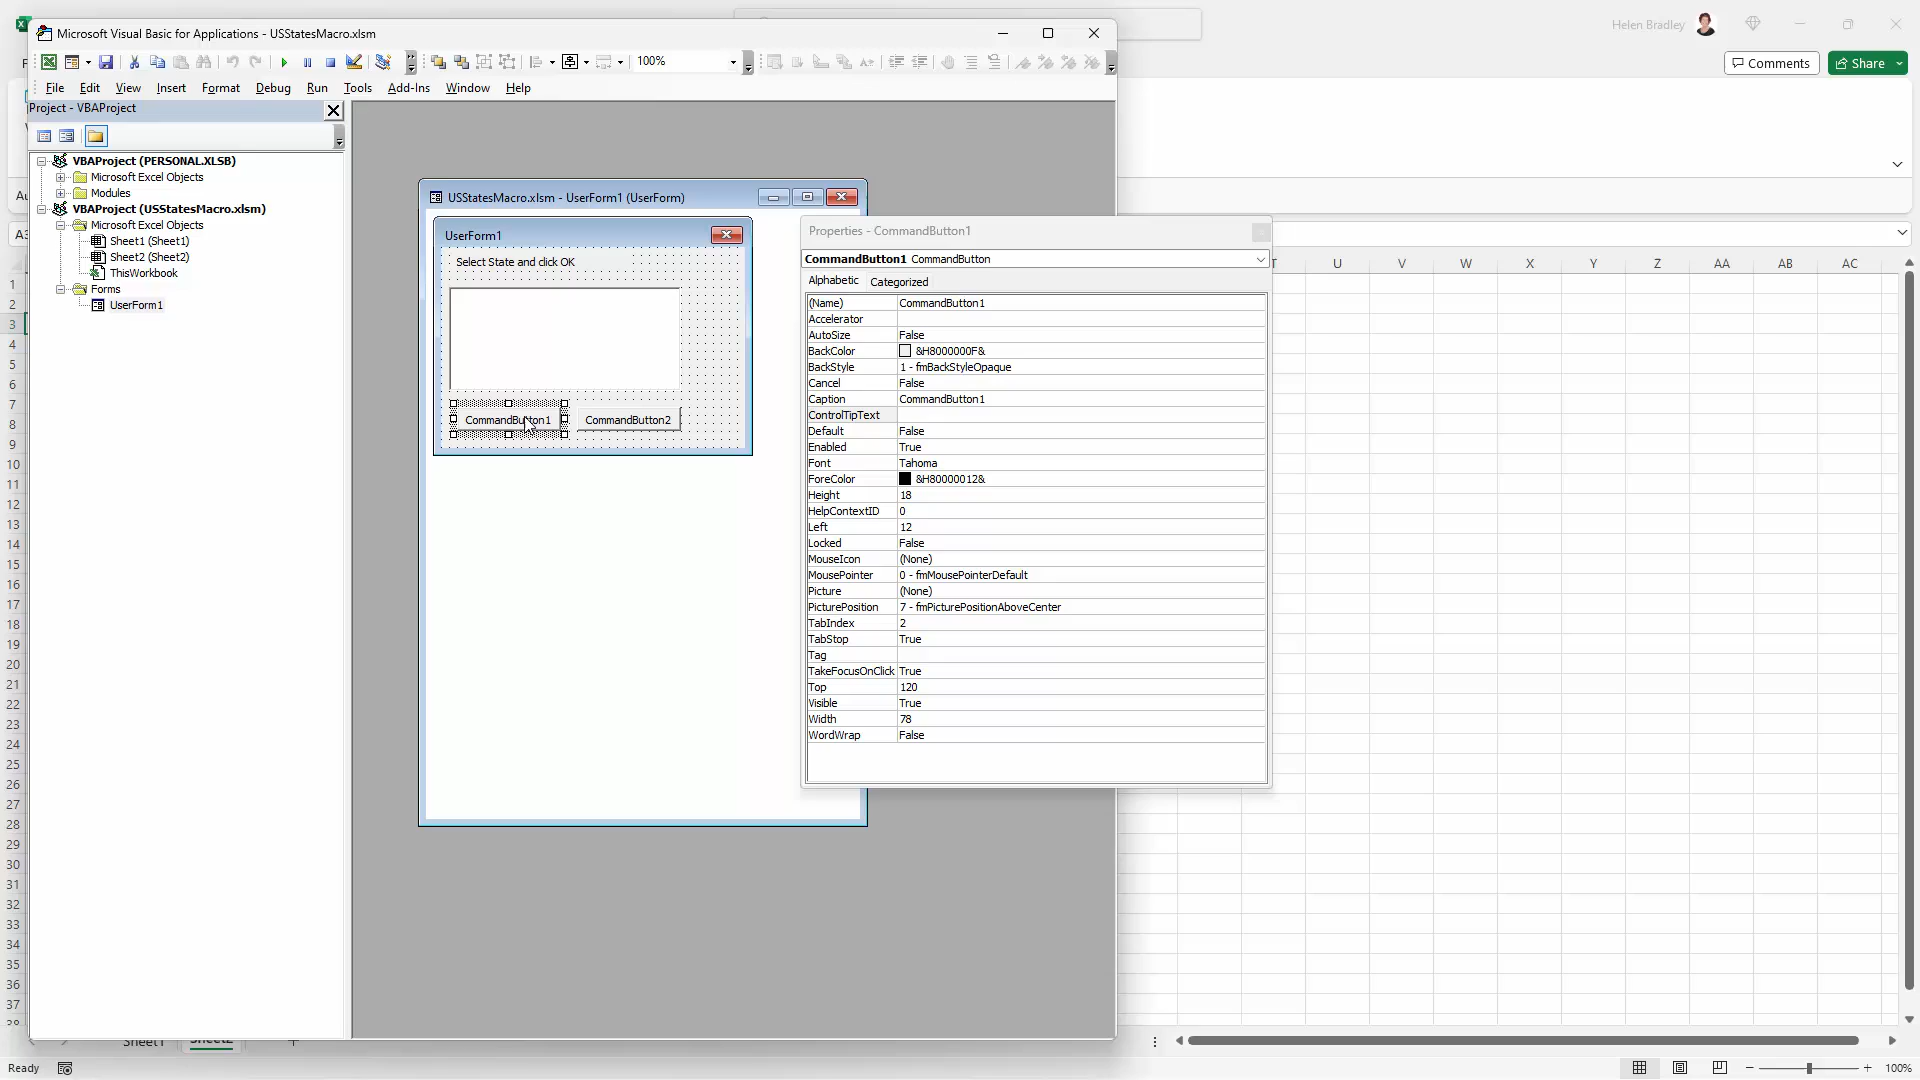 Microsoft Visual Basic for Applications - USStatesMacro.xlsm
Helen Bradley
100%
Comments
Share
File Edit View Insert Format Debug Run Tools Add-Ins Window Help
Project - VBAProject
VBAProject (PERSONAL.XLSB)
Microsoft Excel Objects
Modules
VBAProject (USStatesMacro.xlsm)
Microsoft Excel Objects
Sheet1 (Sheet1)
Sheet2 (Sheet2)
ThisWorkbook
Forms
UserForm1
USStatesMacro.xlsm - UserForm1 (UserForm)
UserForm1
Select State and click OK
CommandButton1
CommandButton2
Properties - CommandButton1
CommandButton1 CommandButton
Alphabetic Categorized
(Name) CommandButton1
Accelerator
AutoSize False
BackColor &H8000000F&
BackStyle 1 - fmBackStyleOpaque
Cancel False
Caption CommandButton1
ControlTipText
Default False
Enabled True
Font Tahoma
ForeColor &H80000012&
Height 18
HelpContextID 0
Left 12
Locked False
MouseIcon (None)
MousePointer 0 - fmMousePointerDefault
Picture (None)
PicturePosition 7 - fmPicturePositionAboveCenter
TabIndex 2
TabStop True
Tag
TakeFocusOnClick True
Top 120
Visible True
Width 78
WordWrap False
T U V W X Y Z AA AB AC
1
2
3
4
5
6
7
8
9
10
11
12
13
14
15
16
17
18
19
20
21
22
23
24
25
26
27
28
29
30
31
32
33
34
35
36
37
38
Sheet1 Sheet2
Ready
100%